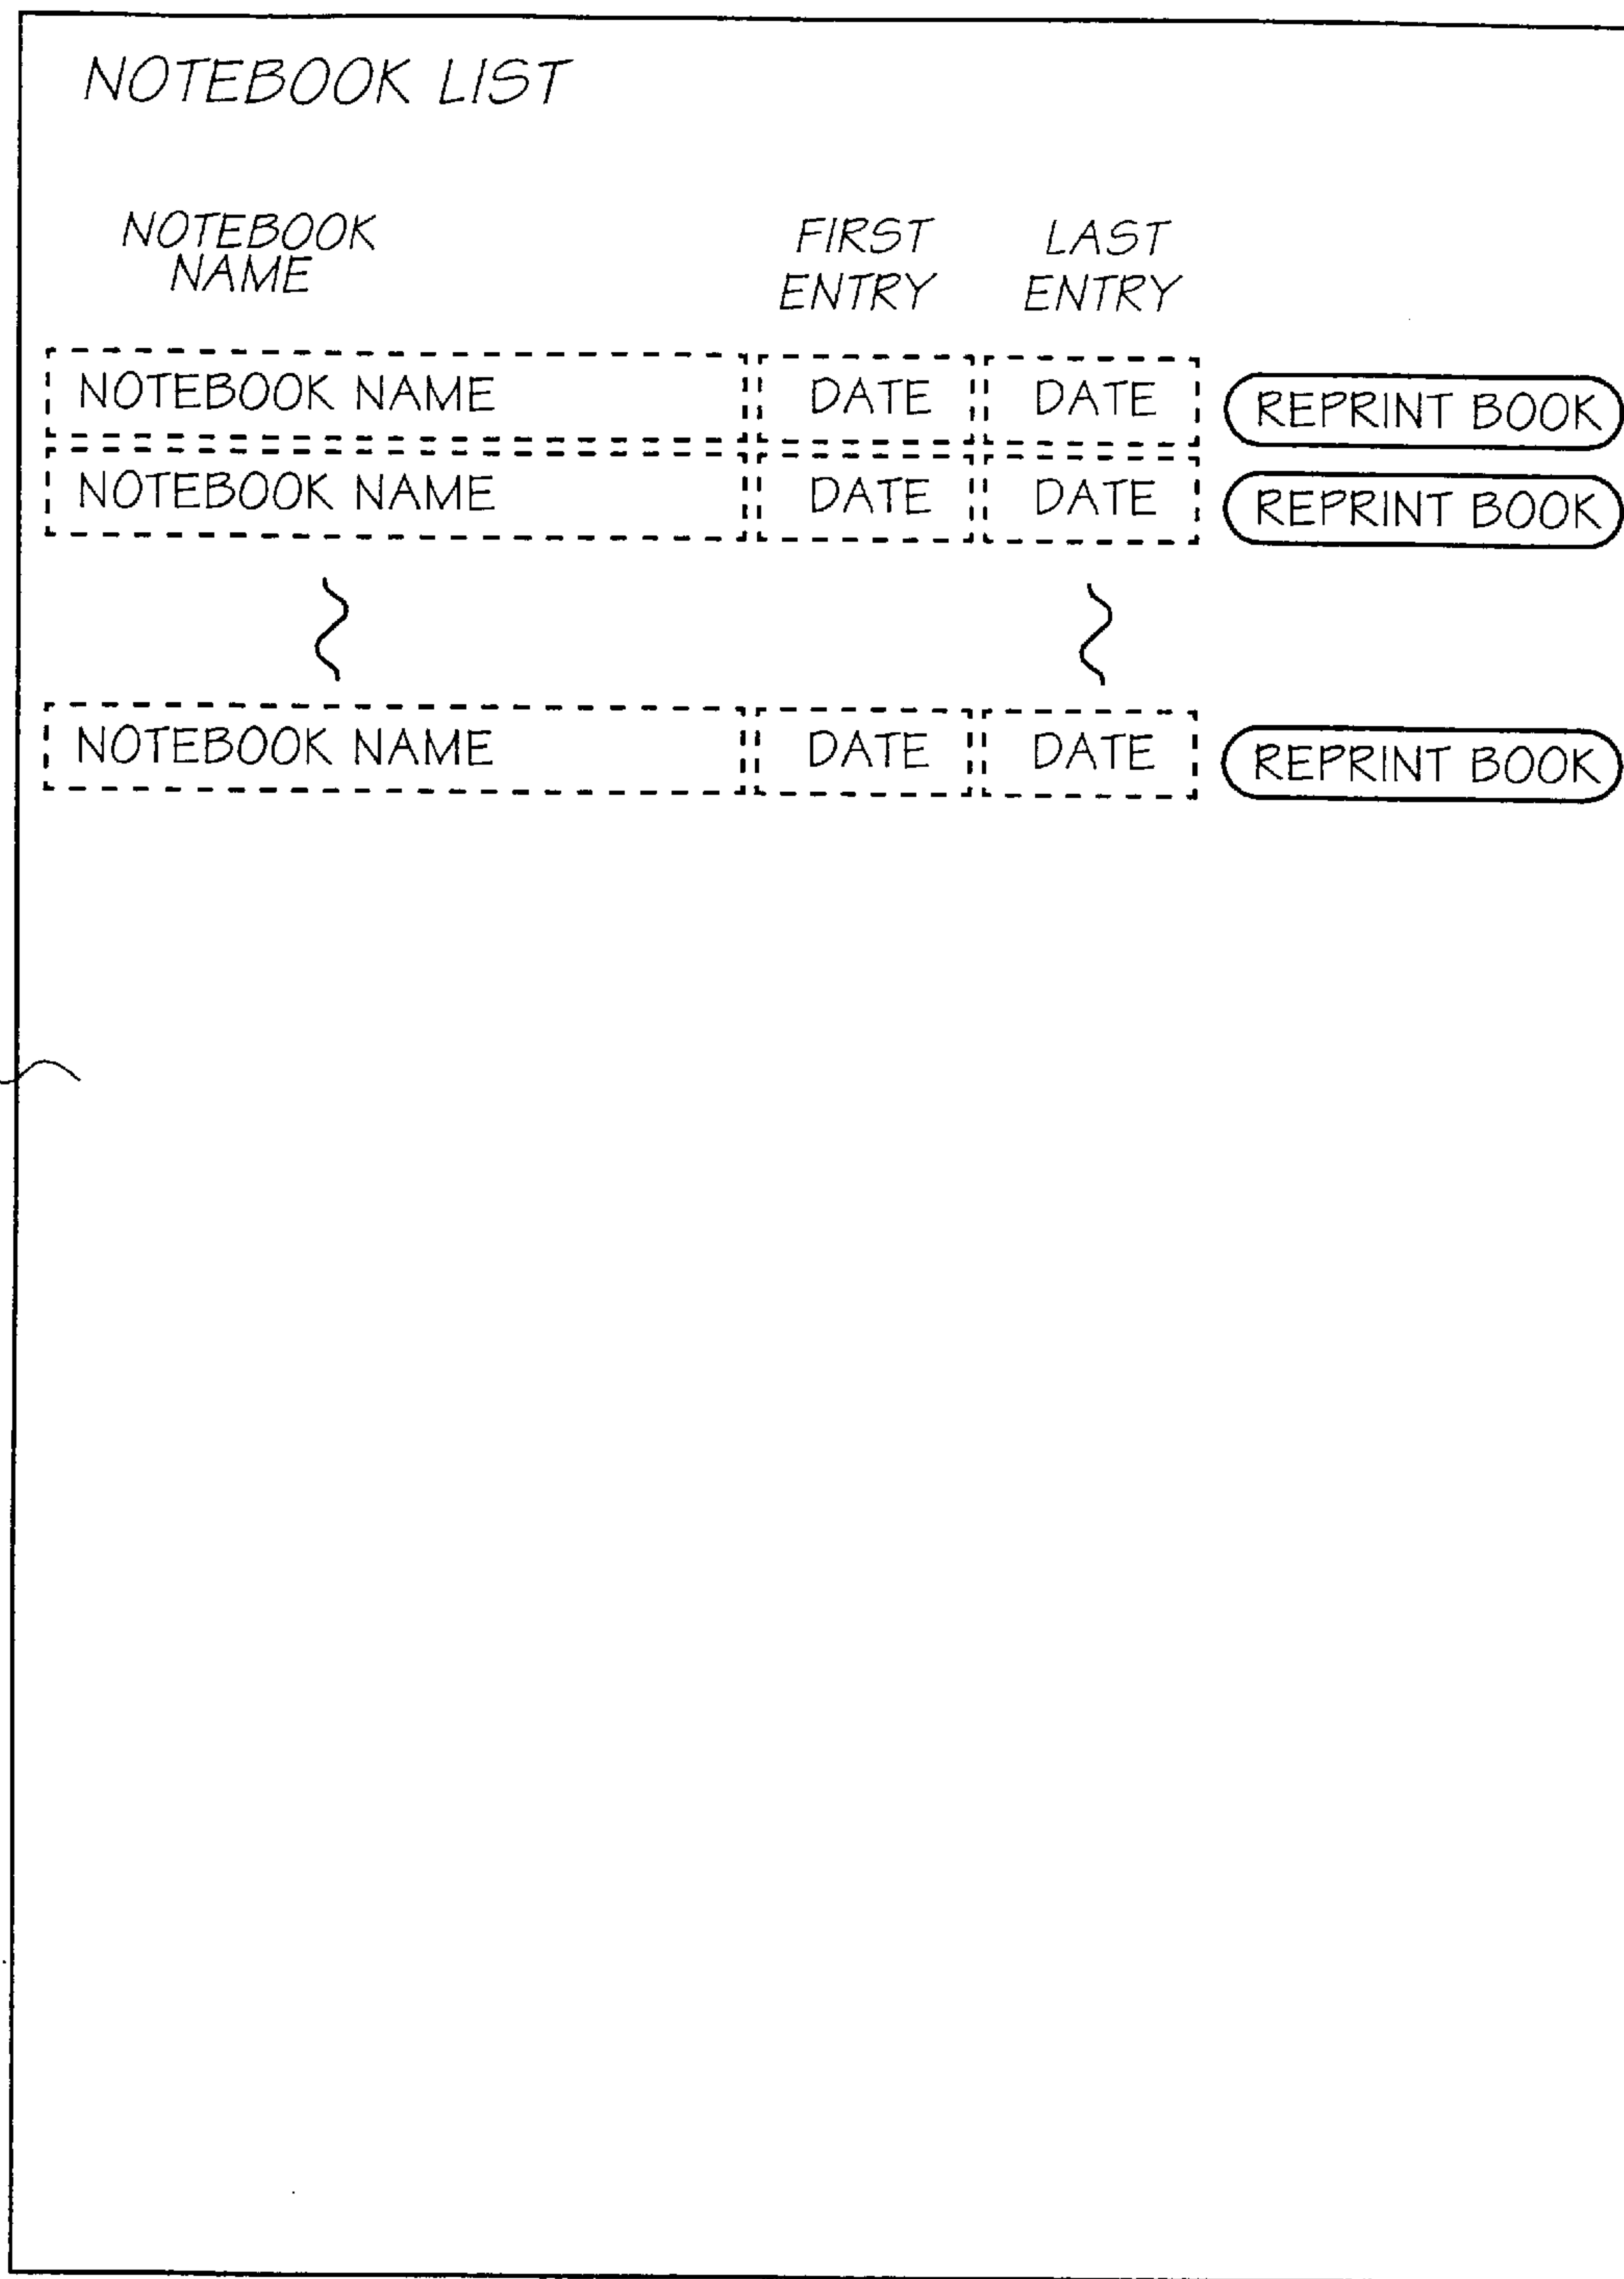 NOTEBOOK LIST
NOTEBOOK NAME
FIRST ENTRY
LAST ENTRY
NOTEBOOK NAME DATE DATE REPRINT BOOK
NOTEBOOK NAME DATE DATE REPRINT BOOK
NOTEBOOK NAME DATE DATE REPRINT BOOK